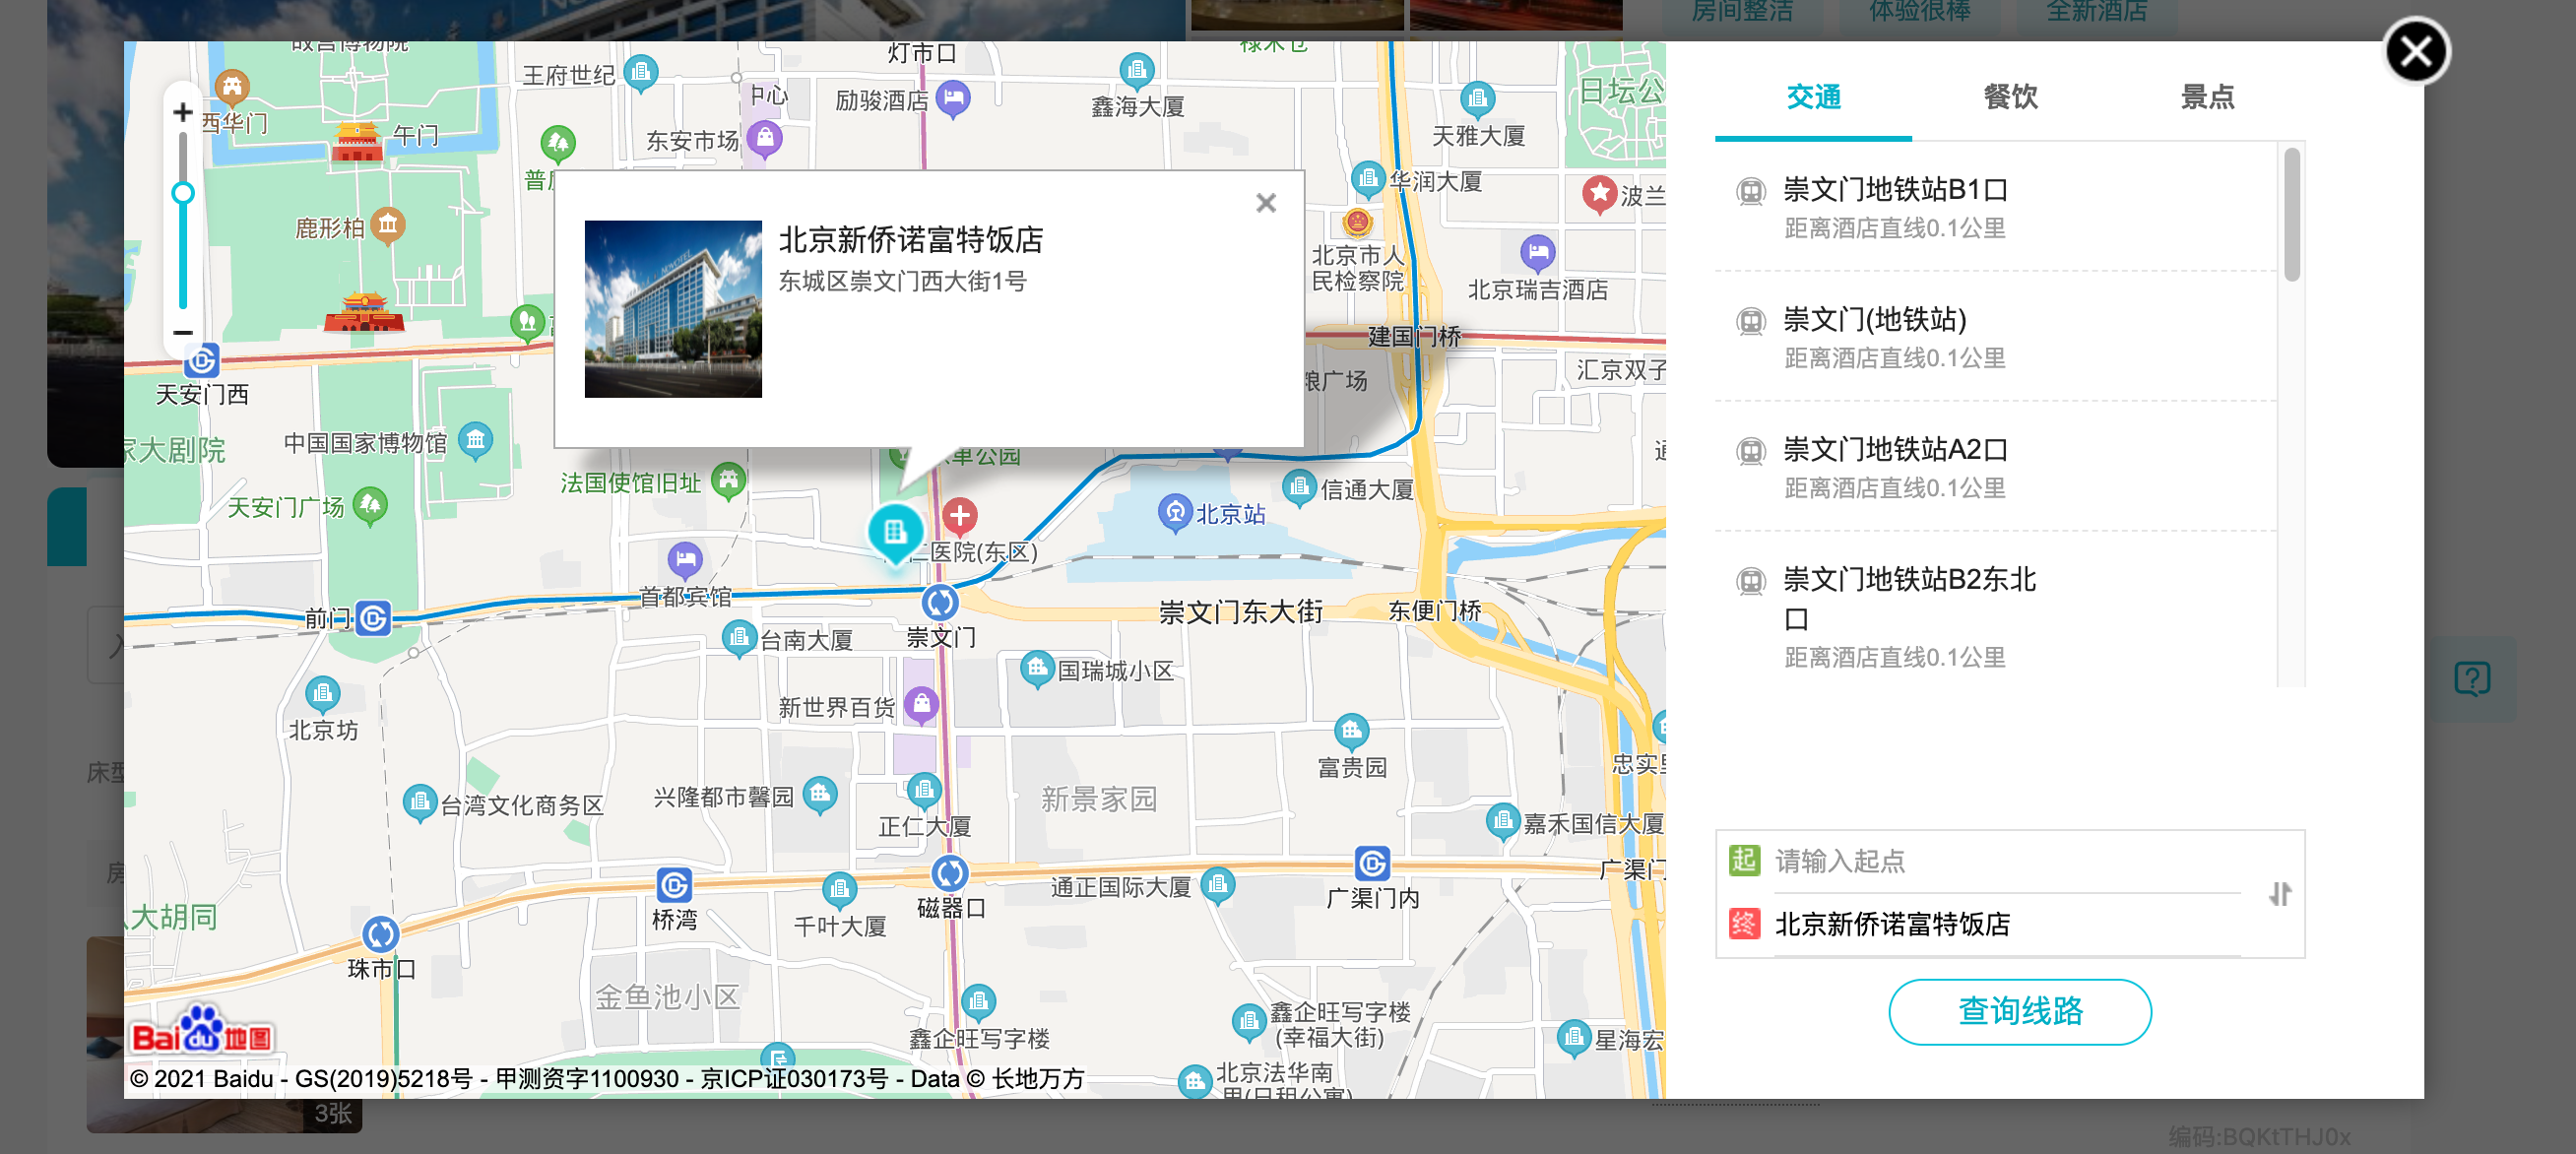 房间整洁
体验很棒
全新酒店
故宫博物院
灯市口
禄米仓
王府世纪
中心
励骏酒店
鑫海大厦
日坛公
西华门
午门
东安市场
天雅大厦
华润大厦
波兰
鹿形柏
北京市人
民检察院
北京瑞吉酒店
北京新侨诺富特饭店
东城区崇文门西大街1号
建国门桥
粮广场
汇京双子
天安门西
中国国家博物馆
家大剧院
法国使馆旧址
单公园
信通大厦
天安门广场
北京站
医院(东区)
首都宾馆
前门
崇文门
崇文门东大街
东便门桥
台南大厦
国瑞城小区
新世界百货
北京坊
富贵园
忠实里
台湾文化商务区
兴隆都市馨园
新景家园
正仁大厦
嘉禾国信大厦
广渠门
桥湾
千叶大厦
磁器口
通正国际大厦
广渠门内
大胡同
珠市口
金鱼池小区
鑫企旺写字楼
鑫企旺写字楼
(幸福大街)
星海宏
北京法华南
里(日租公寓)
Bai du 地图
© 2021 Baidu - GS(2019)5218号 - 甲测资字1100930 - 京ICP证030173号 - Data © 长地万方
交通
餐饮
景点
崇文门地铁站B1口
距离酒店直线0.1公里
崇文门(地铁站)
距离酒店直线0.1公里
崇文门地铁站A2口
距离酒店直线0.1公里
崇文门地铁站B2东北
口
距离酒店直线0.1公里
起 请输入起点
终 北京新侨诺富特饭店
查询线路
床型
房
3张
编码:BQKtTHJ0x